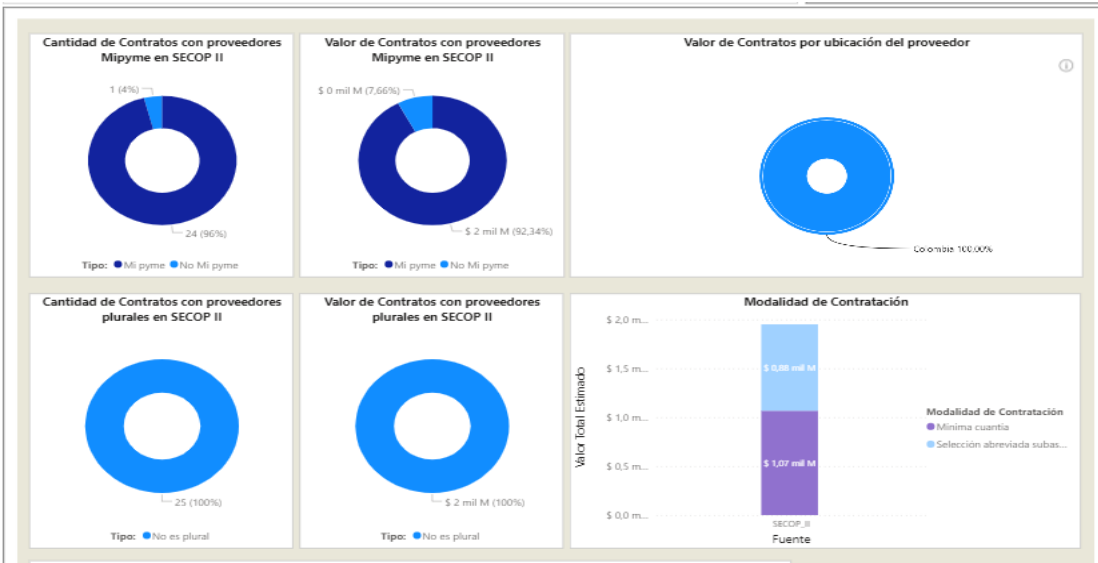 Cantidad de Contratos con proveedores
Mipyme en SECOP II
1 (4%)
24 (96%)
Tipo: Mi pyme No Mi pyme
Valor de Contratos con proveedores
Mipyme en SECOP II
$ 0 mil M (7,66%)
$ 2 mil M (92,34%)
Tipo: Mi pyme No Mi pyme
Valor de Contratos por ubicación del proveedor
Colombia 100.00%
Cantidad de Contratos con proveedores
plurales en SECOP II
25 (100%)
Tipo: No es plural
Valor de Contratos con proveedores
plurales en SECOP II
$ 2 mil M (100%)
Tipo: No es plural
Modalidad de Contratación
Valor Total Estimado
$ 2,0 m...
$ 1,5 m...
$ 1,0 m...
$ 0,5 m...
$ 0,0 m...
$ 0,88 mil M
$ 1,07 mil M
SECOP_II
Fuente
Modalidad de Contratación
Mínima cuantía
Selección abreviada subas...